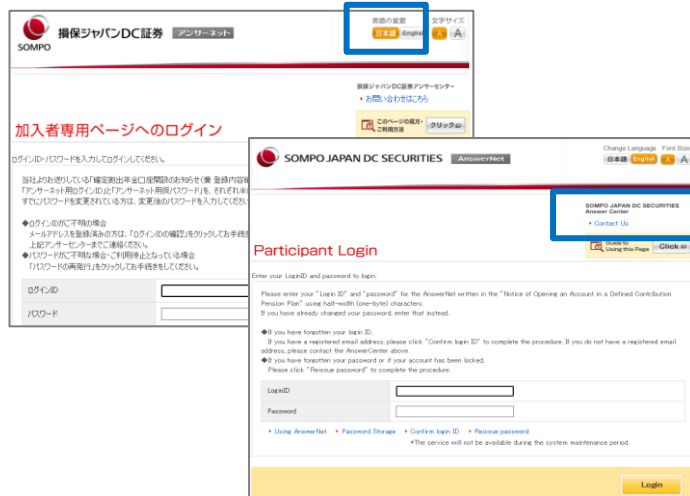 言語の変更
文字サイズ
日本語 English 入 A
SOMPO
損保ジャパンDC証券 アンサーネット
損保ジャパンDC証券アンサーセンター
お問い合わせはこちら
このページの見方・
ご利用方法
クリック
加入者専用ページへのログイン
ログインID・パスワードを入力してログインしてください。
当社よりお送りしている「確定拠出年金口座開設のお知らせ(兼 登録内容
「アンサーネット用ログインID」と「アンサーネット用仮パスワード」を、それぞれ半
すでにパスワードを変更されている方は、変更後のパスワードを入力してください
◆ログインIDがご不明の場合
メールアドレスを登録済みの方は、「ログインIDの確認」をクリックしてお手続き
上記アンサーセンターまでご連絡ください。
◆パスワードがご不明な場合・ご利用停止となっている場合
「パスワードの再発行」をクリックしてお手続きをしてください。
ログインID
パスワード
Change Language Font Size
日本語 English 入 A
SOMPO JAPAN DC SECURITIES AnswerNet
SOMPO JAPAN DC SECURITIES
Answer Center
Contact Us
Guide to
Using this Page
Click
Participant Login
Enter your LoginID and password to login.
Please enter your "Login ID" and "password" for the AnswerNet written in the "Notice of Opening an Account in a Defined Contribution
Pension Plan" using half-width (one-byte) characters.
If you have already changed your password, enter that instead.
◆If you have forgotten your login ID;
If you have a registered email address, please click "Confirm login ID" to complete the procedure. If you do not have a registered email
address, please contact the AnswerCenter above.
◆If you have forgotten your password or if your account has been locked,
Please click "Reissue password" to complete the procedure.
LoginID
Password
Using AnswerNet Password Storage Confirm login ID Reissue password
*The service will not be available during the system maintenance period.
Login